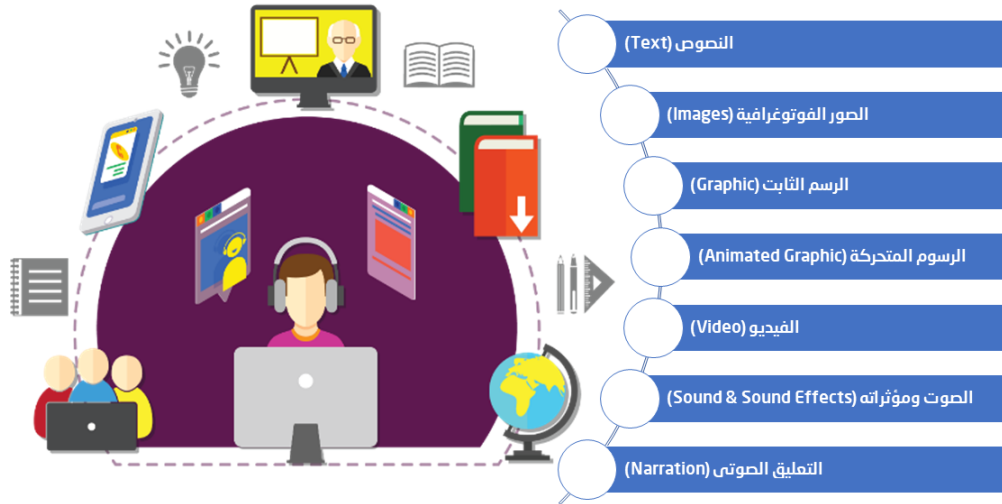 النصوص (Text)
الصور الفوتوغرافية (Images)
الرسم الثابت (Graphic)
الرسوم المتحركة (Animated Graphic)
الفيديو (Video)
الصوت ومؤثراته (Sound & Sound Effects)
التعليق الصوتى (Narration)